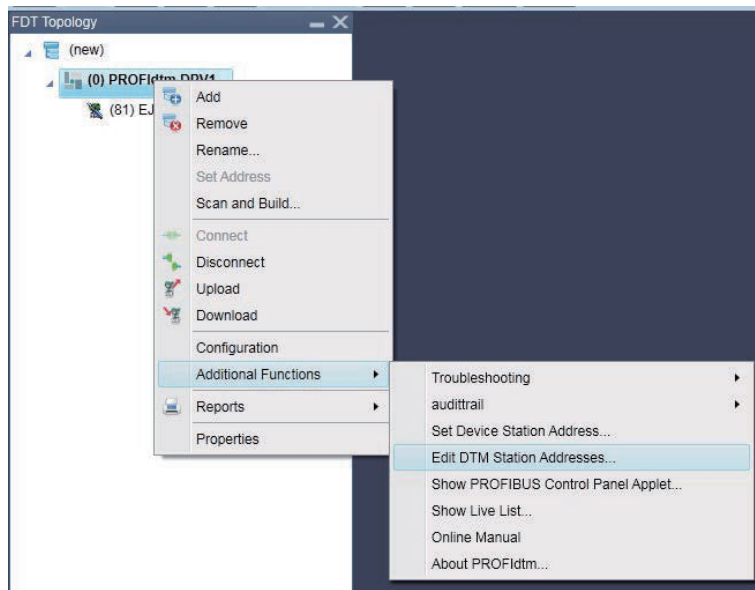 FDT Topology
(new)
(0) PROFIdtm DPV1
(81) EJ
Add
Remove
Rename...
Set Address
Scan and Build...
Connect
Disconnect
Upload
Download
Configuration
Additional Functions
Reports
Properties
Troubleshooting
audittrail
Set Device Station Address...
Edit DTM Station Addresses...
Show PROFIBUS Control Panel Applet...
Show Live List...
Online Manual
About PROFIdtm...